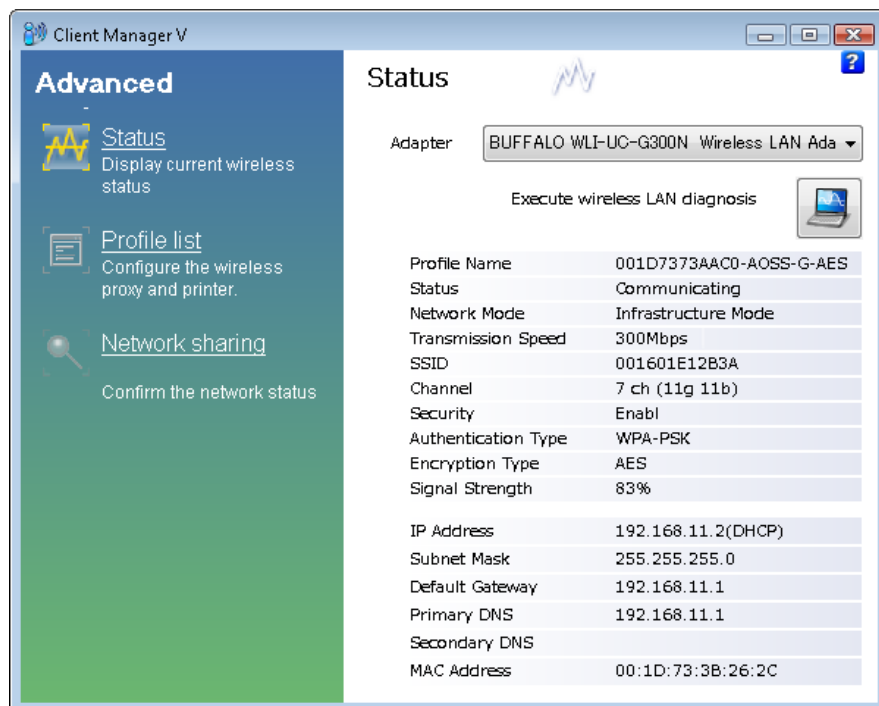 Client Manager V
Advanced
Status
Display current wireless
status
Profile list
Configure the wireless
proxy and printer.
Network sharing
Confirm the network status
Status
?
Adapter BUFFALO WLI-UC-G300N Wireless LAN Ada
Execute wireless LAN diagnosis
Profile Name 001D7373AAC0-AOSS-G-AES
Status Communicating
Network Mode Infrastructure Mode
Transmission Speed 300Mbps
SSID 001601E12B3A
Channel 7 ch (11g 11b)
Security Enabl
Authentication Type WPA-PSK
Encryption Type AES
Signal Strength 83%
IP Address 192.168.11.2(DHCP)
Subnet Mask 255.255.255.0
Default Gateway 192.168.11.1
Primary DNS 192.168.11.1
Secondary DNS
MAC Address 00:1D:73:3B:26:2C